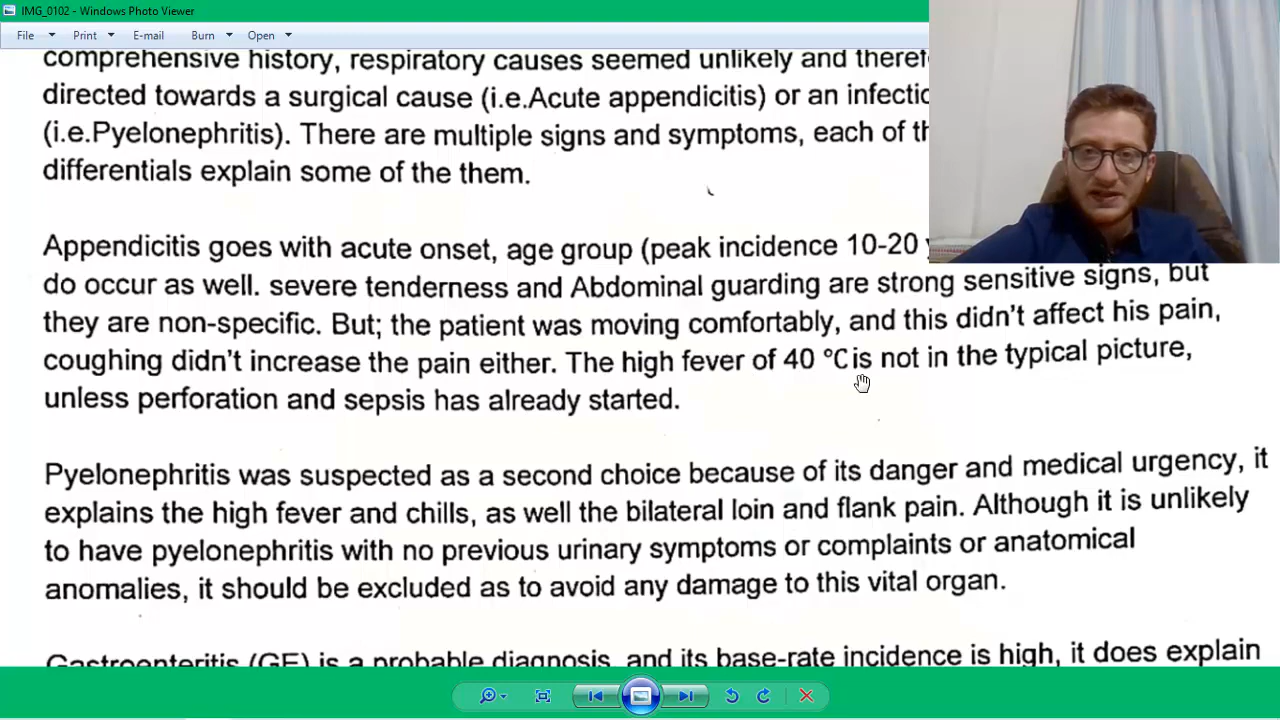 IMG_0102 - Windows Photo Viewer
File Print E-mail Burn Open
comprehensive history, respiratory causes seemed unlikely and
directed towards a surgical cause (i.e.Acute appendicitis) or an
(i.e.Pyelonephritis). There are multiple signs and symptoms, each of
differentials explain some of the them.
Appendicitis goes with acute onset, age group (peak incidence 10-20
do occur as well. severe tenderness and Abdominal guarding are strong sensitive signs, but
they are non-specific. But; the patient was moving comfortably, and this didn't affect his pain,
coughing didn't increase the pain either. The high fever of 40 °C is not in the typical picture,
unless perforation and sepsis has already started.
Pyelonephritis was suspected as a second choice because of its danger and medical urgency, it
explains the high fever and chills, as well the bilateral loin and flank pain. Although it is unlikely
to have pyelonephritis with no previous urinary symptoms or complaints or anatomical
anomalies, it should be excluded as to avoid any damage to this vital organ.
Gastroenteritis (GE) is a probable diagnosis, and its base-rate incidence is high, it does explain